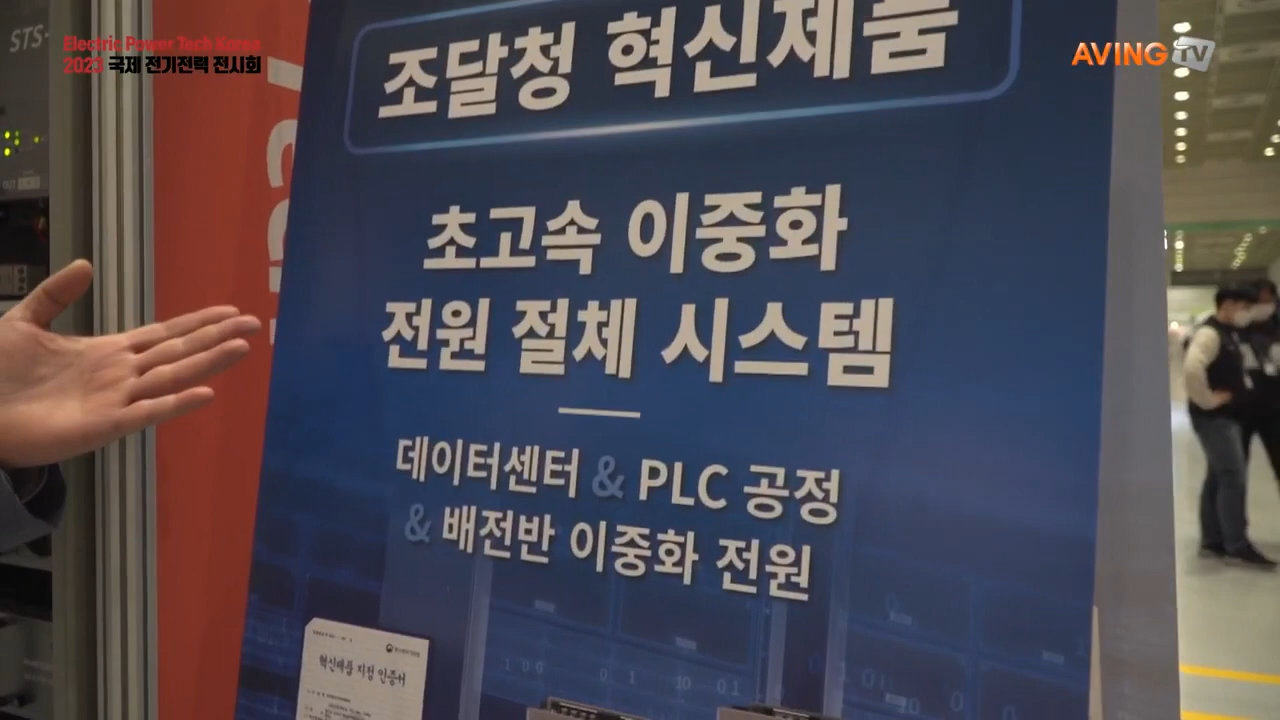 STS-
Electric Power Tech Korea
2023 국제 전기전력 전시회
AVING TV
조달청 혁신제품
초고속 이중화
전원 절체 시스템
데이터센터 & PLC 공정
& 배전반 이중화 전원
혁신제품 지정 인증서